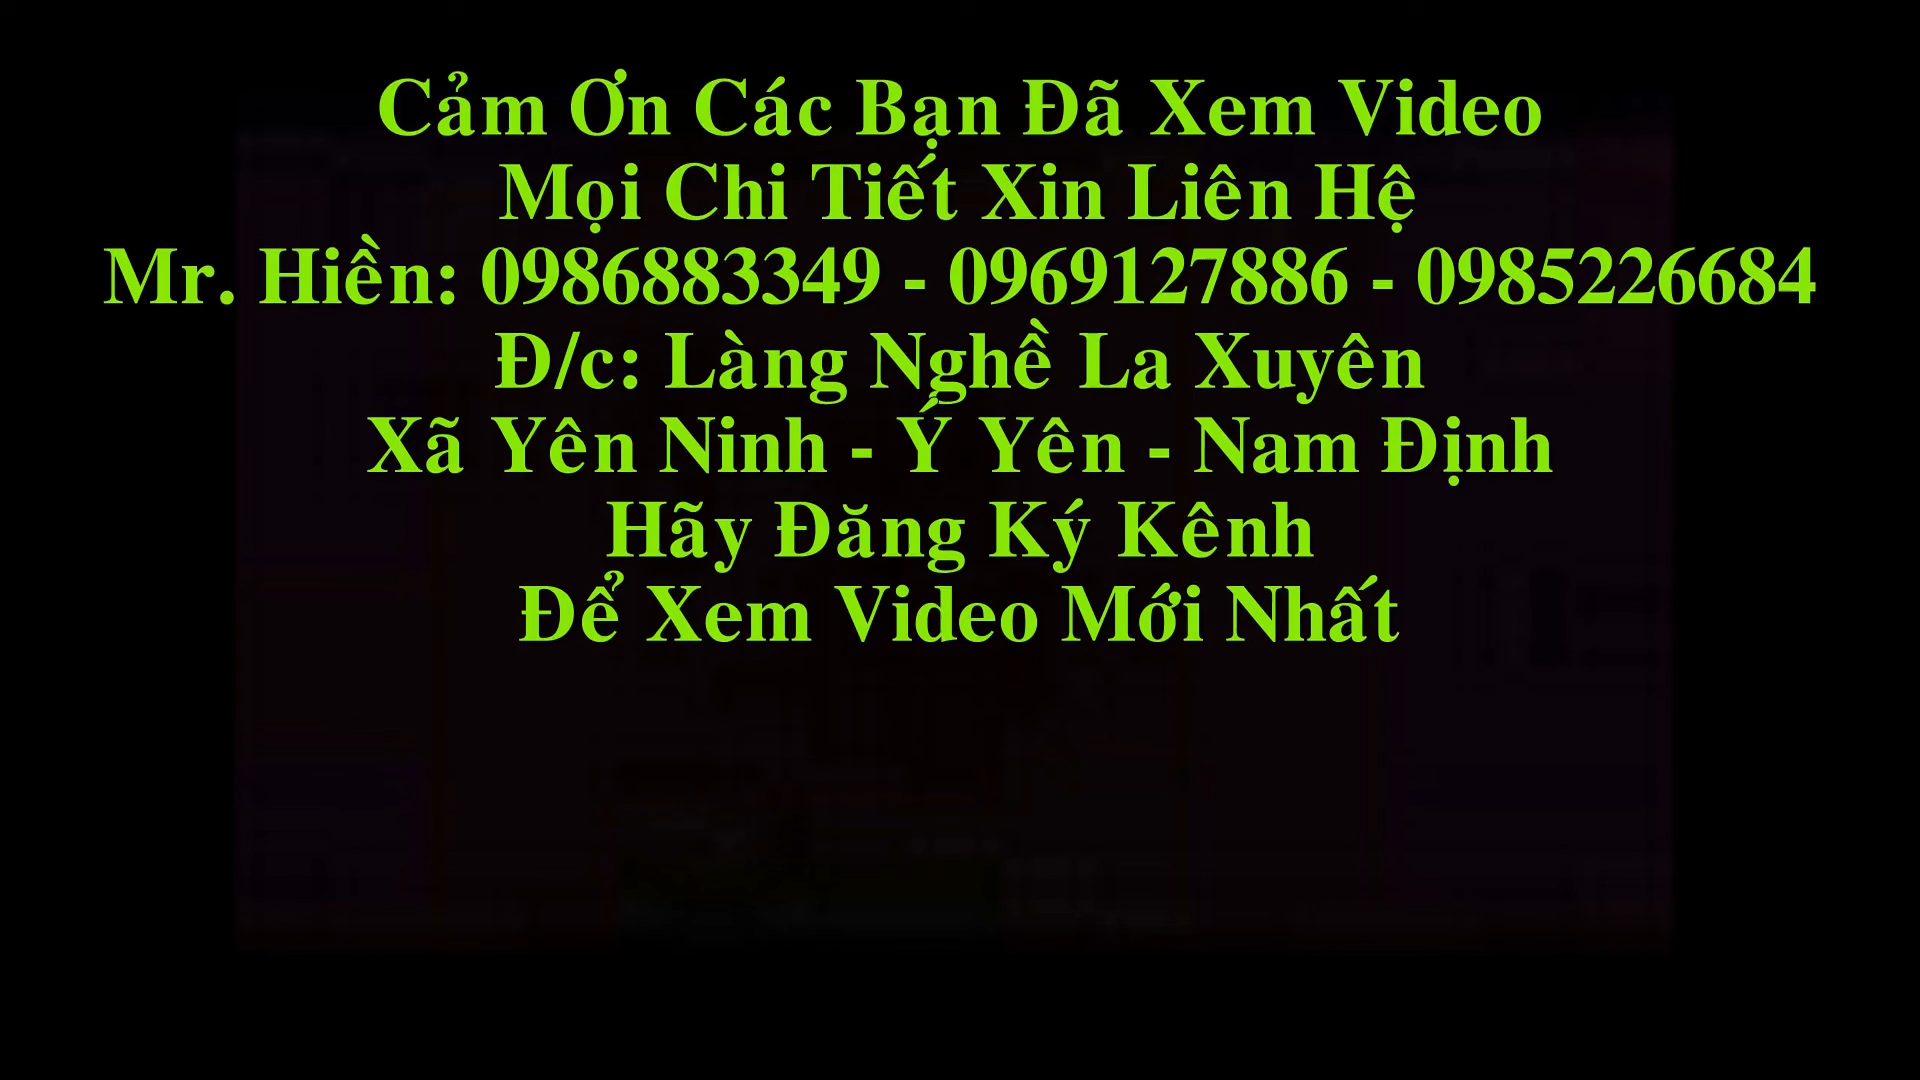 Cảm Ơn Các Bạn Đã Xem Video
Mọi Chi Tiết Xin Liên Hệ
Mr. Hiền: 0986883349 - 0969127886 - 0985226684
Đ/c: Làng Nghề La Xuyên
Xã Yên Ninh - Ý Yên - Nam Định
Hãy Đăng Ký Kênh
Để Xem Video Mới Nhất